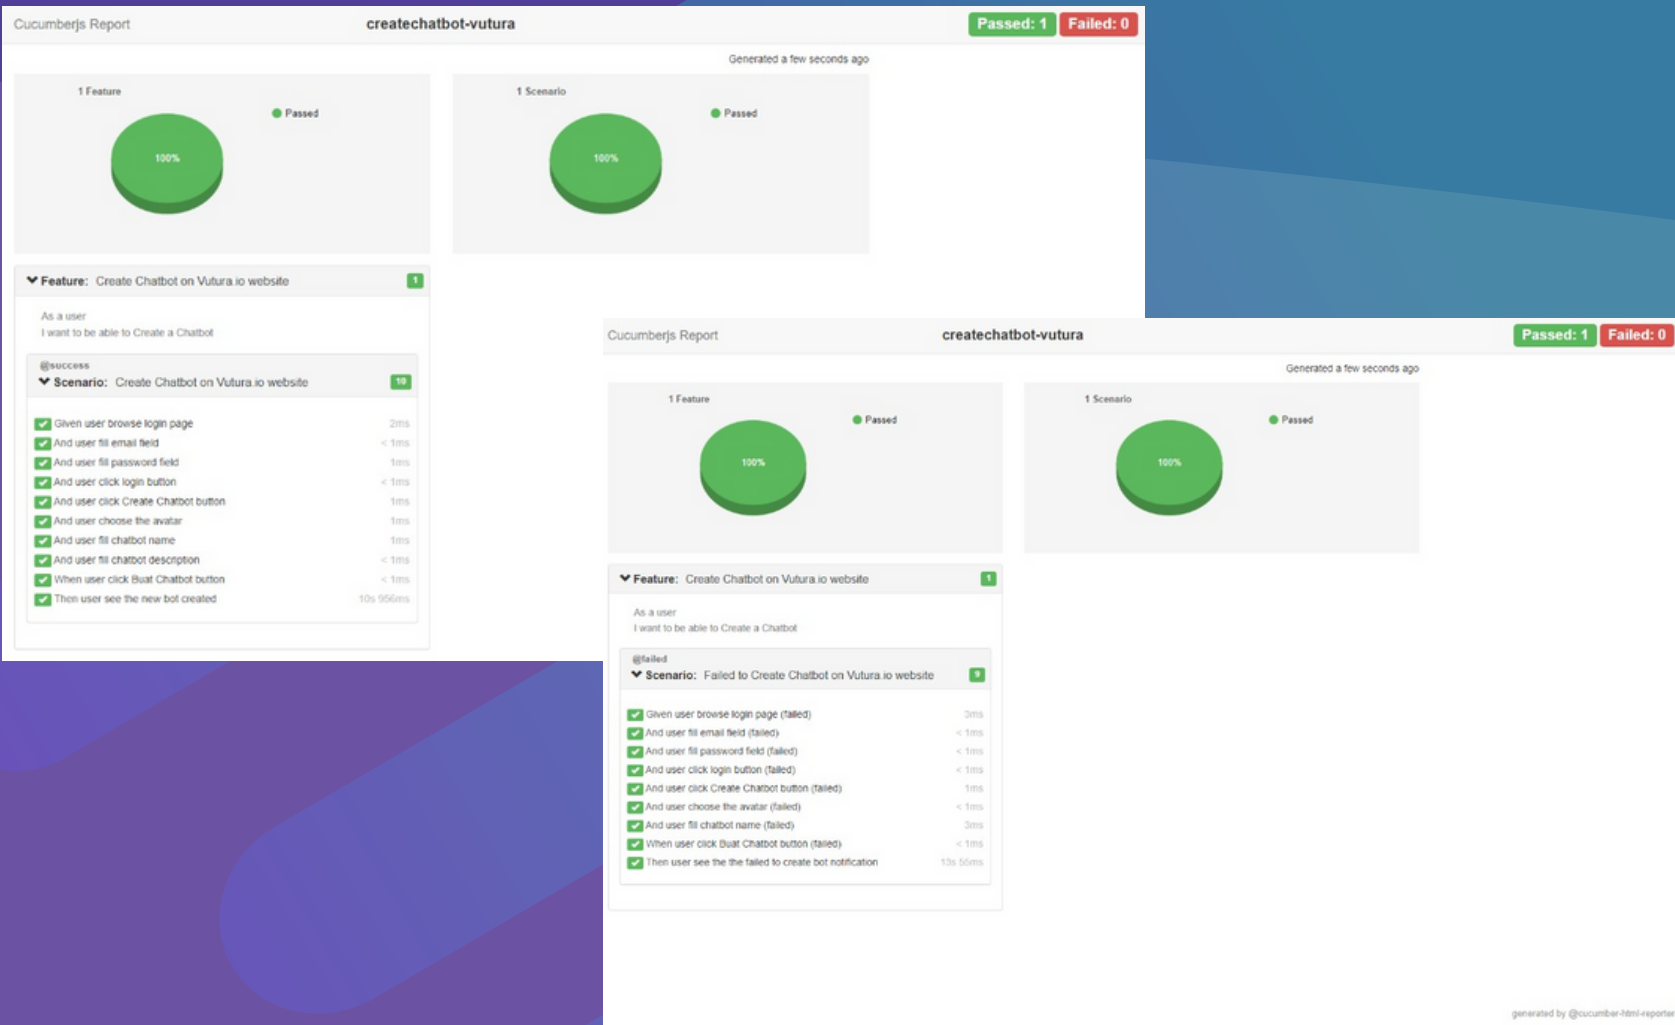 Cucumberjs Report
createchatbot-vutura
Passed: 1
Failed: 0
Generated a few seconds ago
1 Feature
Passed
100%
1 Scenario
Passed
100%
Feature: Create Chatbot on Vutura.io website
1
As a user
I want to be able to Create a Chatbot
@success
Scenario: Create Chatbot on Vutura.io website
10
Given user browse login page 2ms
And user fill email field < 1ms
And user fill password field 1ms
And user click login button < 1ms
And user click Create Chatbot button 1ms
And user choose the avatar 1ms
And user fill chatbot name 1ms
And user fill chatbot description < 1ms
When user click Buat Chatbot button < 1ms
Then user see the new bot created 10s 956ms
Cucumberjs Report
createchatbot-vutura
Passed: 1
Failed: 0
Generated a few seconds ago
1 Feature
Passed
100%
1 Scenario
Passed
100%
Feature: Create Chatbot on Vutura.io website
1
As a user
I want to be able to Create a Chatbot
@failed
Scenario: Failed to Create Chatbot on Vutura.io website
9
Given user browse login page (failed)
And user fill email field (failed) < 1ms
And user fill password field (failed) < 1ms
And user click login button (failed) < 1ms
And user click Create Chatbot button (failed) 1ms
And user choose the avatar (failed) < 1ms
And user fill chatbot name (failed)
When user click Buat Chatbot button (failed) < 1ms
Then user see the the failed to create bot notification 13s
generated by @cucumber-html-reporter